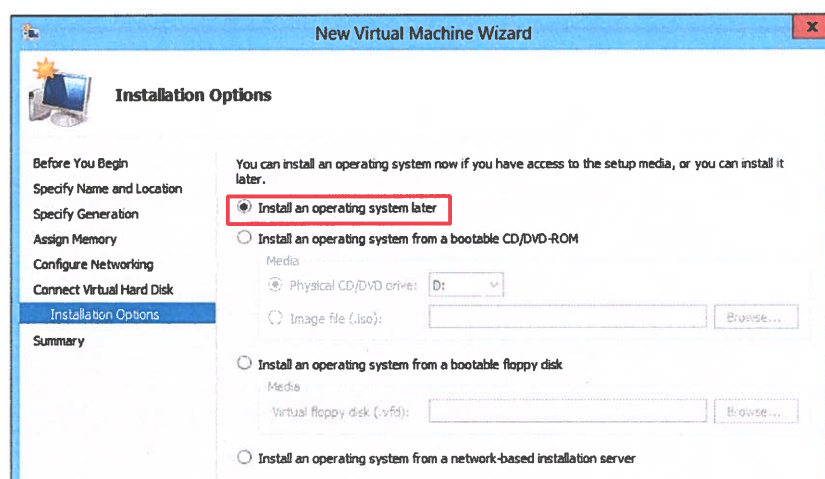 New Virtual Machine Wizard
x
Installation Options
Before You Begin
Specify Name and Location
Specify Generation
Assign Memory
Configure Networking
Connect Virtual Hard Disk
Installation Options
Summary
You can install an operating system now if you have access to the setup media, or you can install it
later.
Install an operating system later
Install an operating system from a bootable CD/DVD-ROM
Media
Physical CD/DVD drive: D:
Image file (.iso): Browse...
Install an operating system from a bootable floppy disk
Media
Virtual floppy disk (.vfd): Browse...
Install an operating system from a network-based installation server